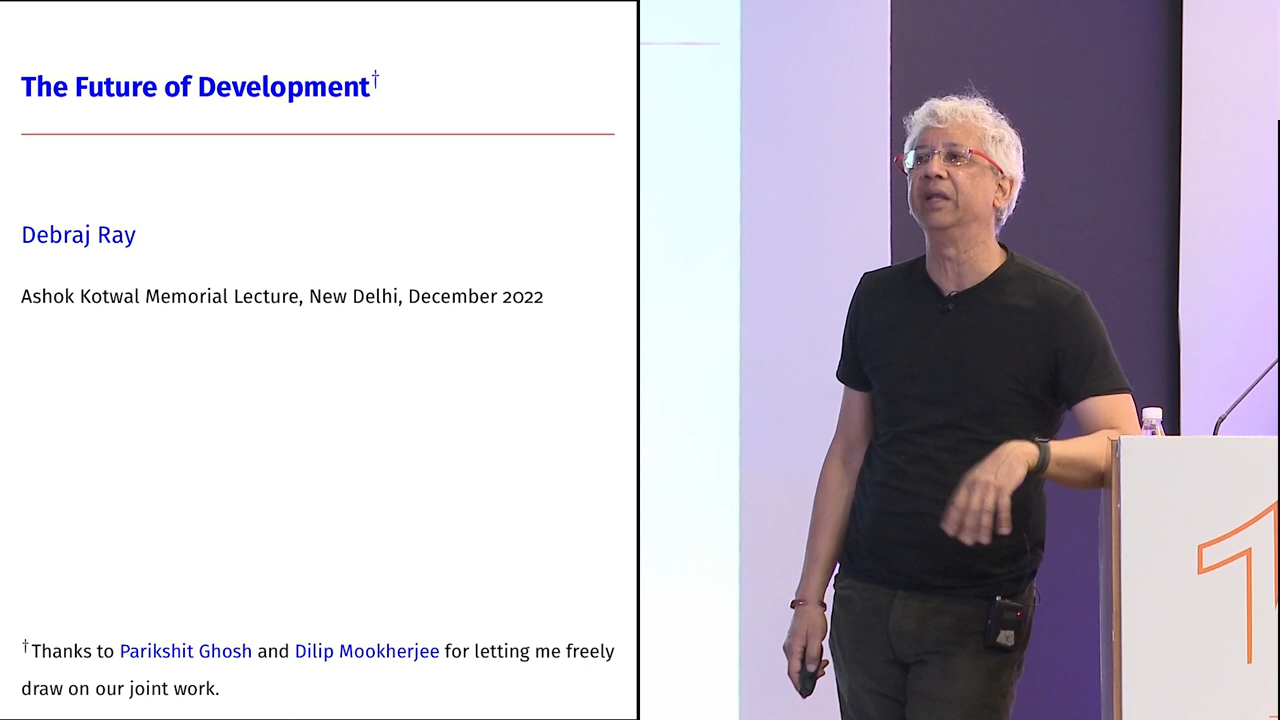 The Future of Development†
Debraj Ray
Ashok Kotwal Memorial Lecture, New Delhi, December 2022
†Thanks to Parikshit Ghosh and Dilip Mookherjee for letting me freely
draw on our joint work.
1